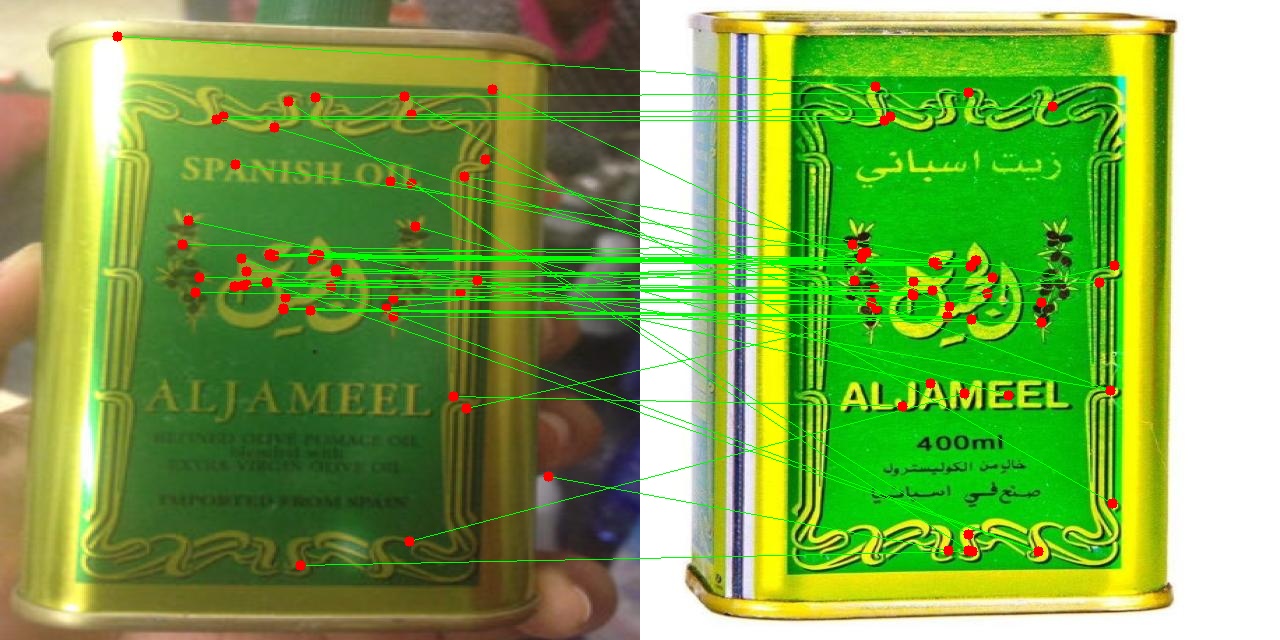 SPANISH OIL
الجميل
ALJAMEEL
REFINED OLIVE POMACE OIL
blended with
EXTRA VIRGIN OLIVE OIL
IMPORTED FROM SPAIN
زيت اسباني
الجميل
ALJAMEEL
400ml
خالو من الكوليسترول
صنع في اسبانيا